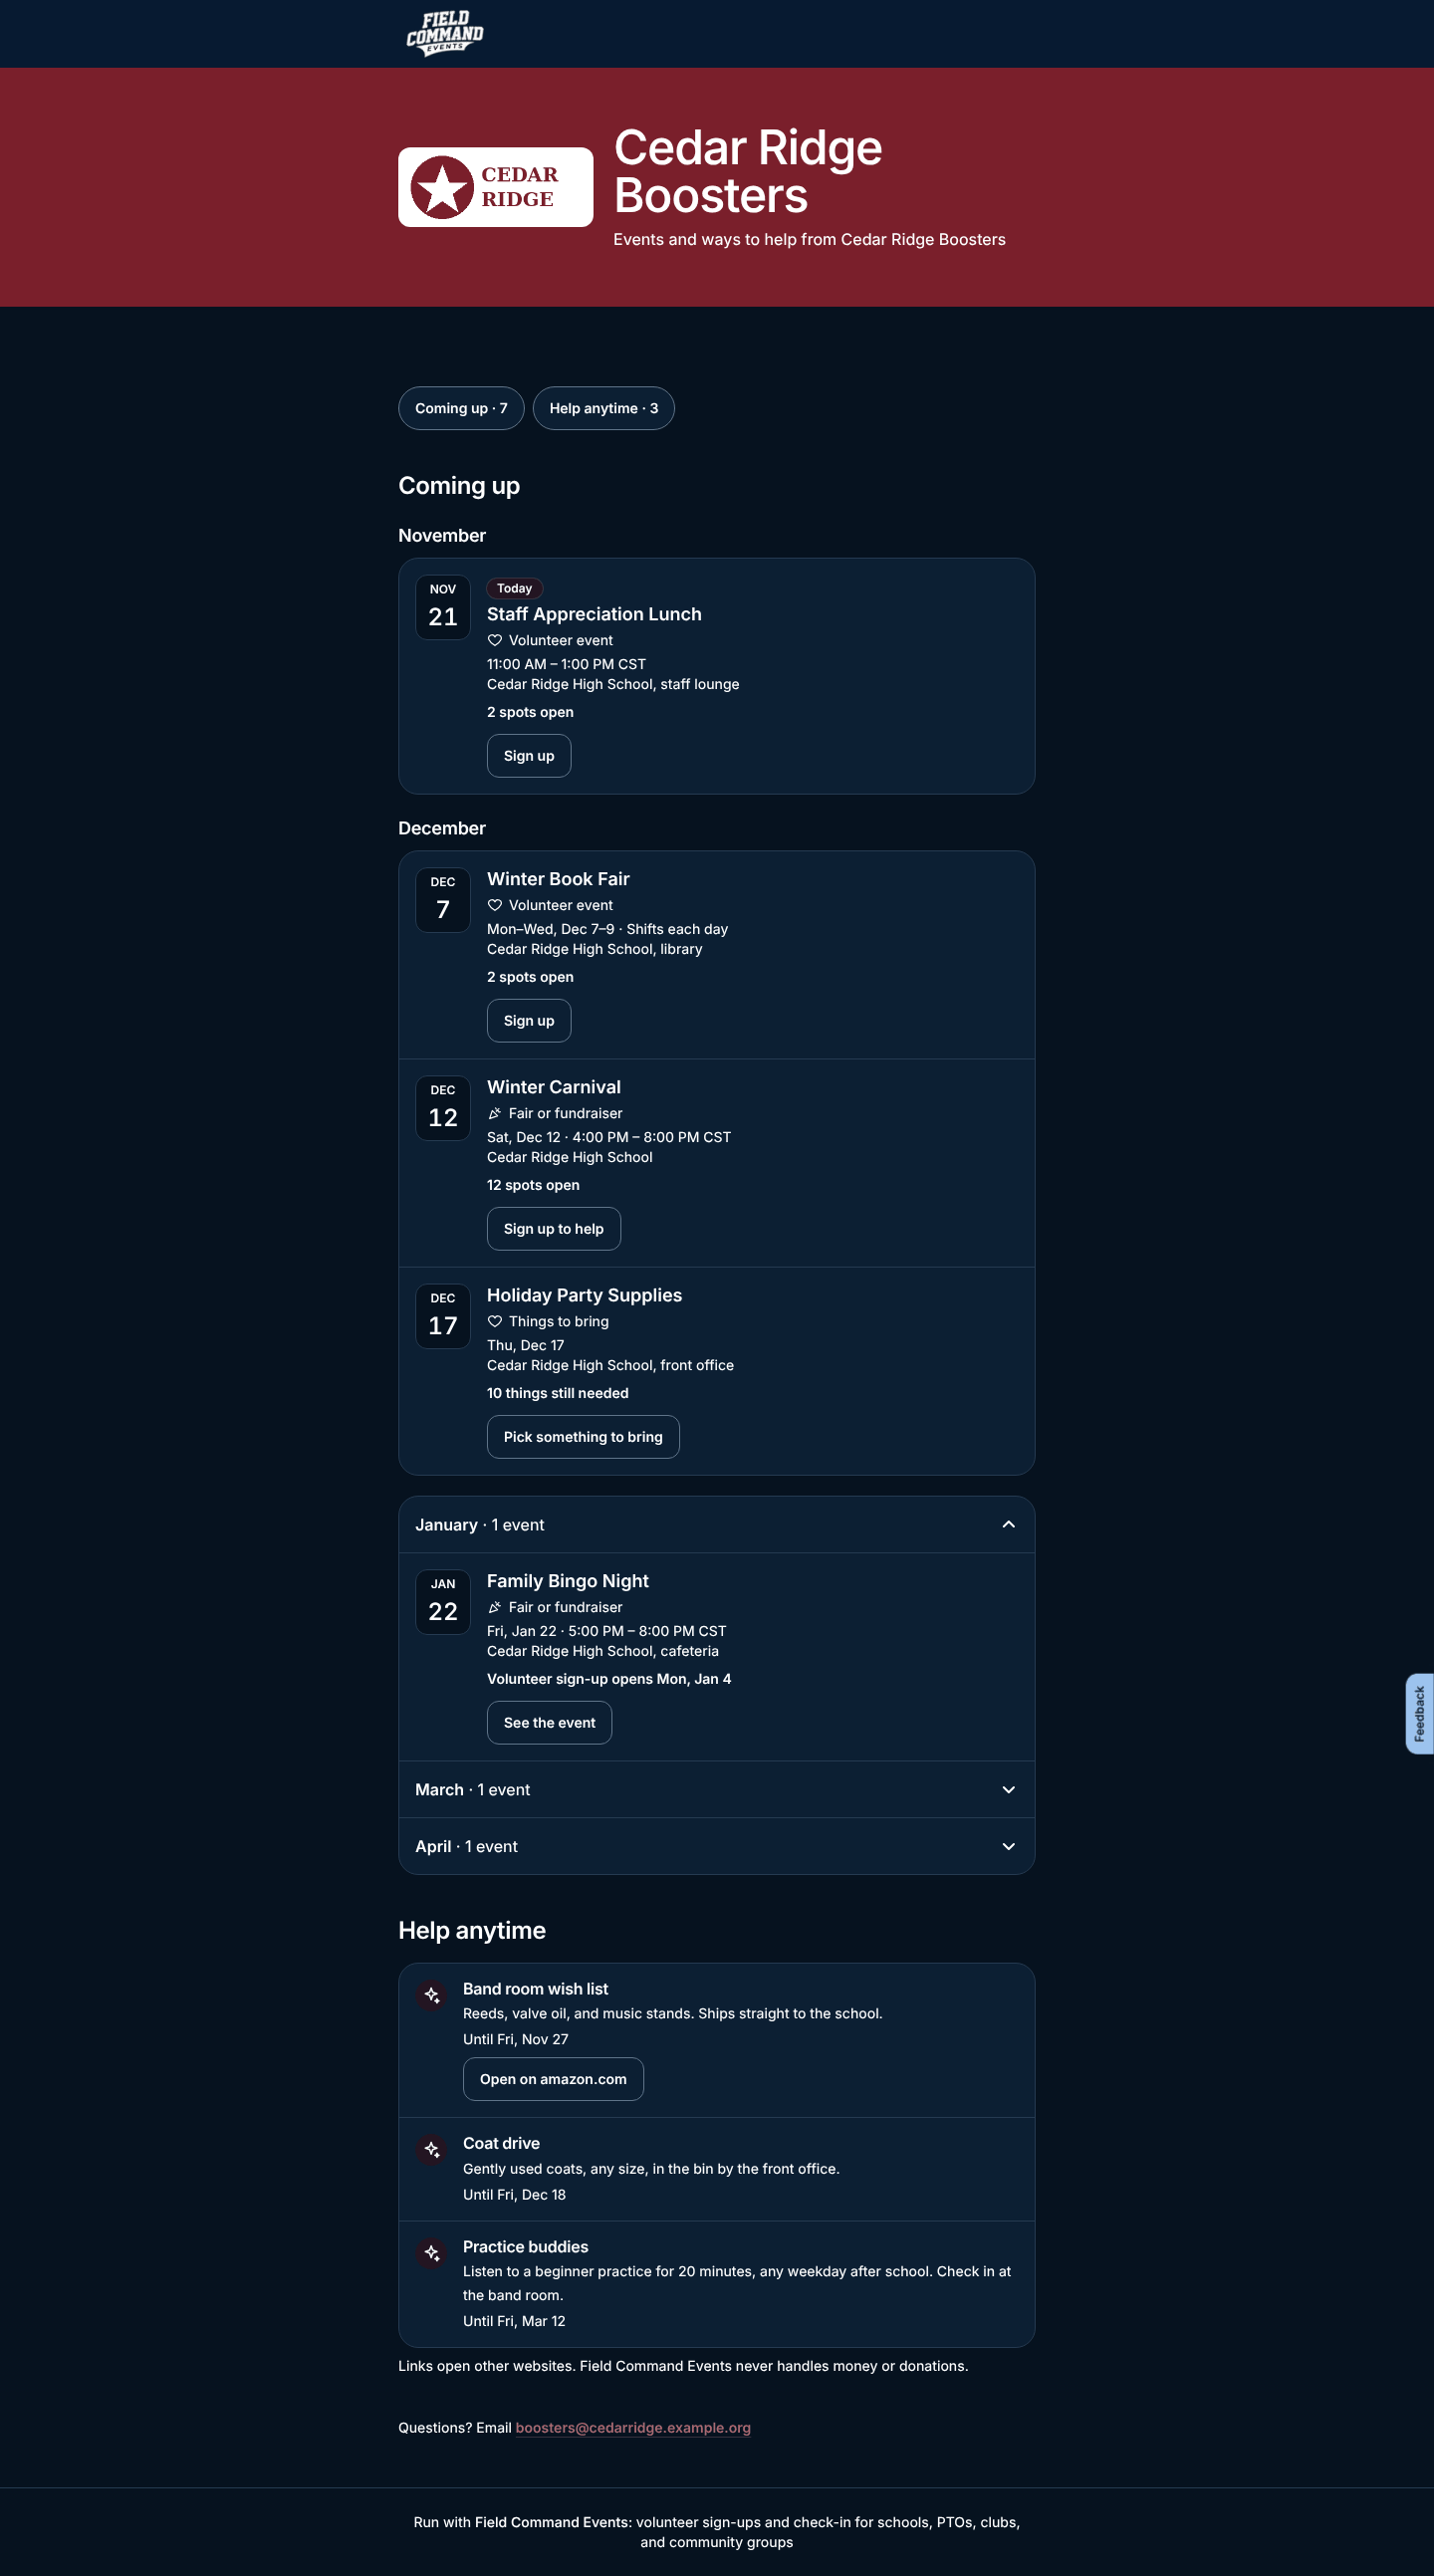 FIELD
COMMAND
EVENTS
CEDAR
RIDGE
Cedar Ridge
Boosters
Events and ways to help from Cedar Ridge Boosters
Coming up · 7
Help anytime · 3
Coming up
November
NOV
21
Today
Staff Appreciation Lunch
Volunteer event
11:00 AM – 1:00 PM CST
Cedar Ridge High School, staff lounge
2 spots open
Sign up
December
DEC
7
Winter Book Fair
Volunteer event
Mon–Wed, Dec 7–9 · Shifts each day
Cedar Ridge High School, library
2 spots open
Sign up
DEC
12
Winter Carnival
Fair or fundraiser
Sat, Dec 12 · 4:00 PM – 8:00 PM CST
Cedar Ridge High School
12 spots open
Sign up to help
DEC
17
Holiday Party Supplies
Things to bring
Thu, Dec 17
Cedar Ridge High School, front office
10 things still needed
Pick something to bring
January · 1 event
JAN
22
Family Bingo Night
Fair or fundraiser
Fri, Jan 22 · 5:00 PM – 8:00 PM CST
Cedar Ridge High School, cafeteria
Volunteer sign-up opens Mon, Jan 4
See the event
Feedback
March · 1 event
April · 1 event
Help anytime
Band room wish list
Reeds, valve oil, and music stands. Ships straight to the school.
Until Fri, Nov 27
Open on amazon.com
Coat drive
Gently used coats, any size, in the bin by the front office.
Until Fri, Dec 18
Practice buddies
Listen to a beginner practice for 20 minutes, any weekday after school. Check in at
the band room.
Until Fri, Mar 12
Links open other websites. Field Command Events never handles money or donations.
Questions? Email boosters@cedarridge.example.org
Run with Field Command Events: volunteer sign-ups and check-in for schools, PTOs, clubs,
and community groups